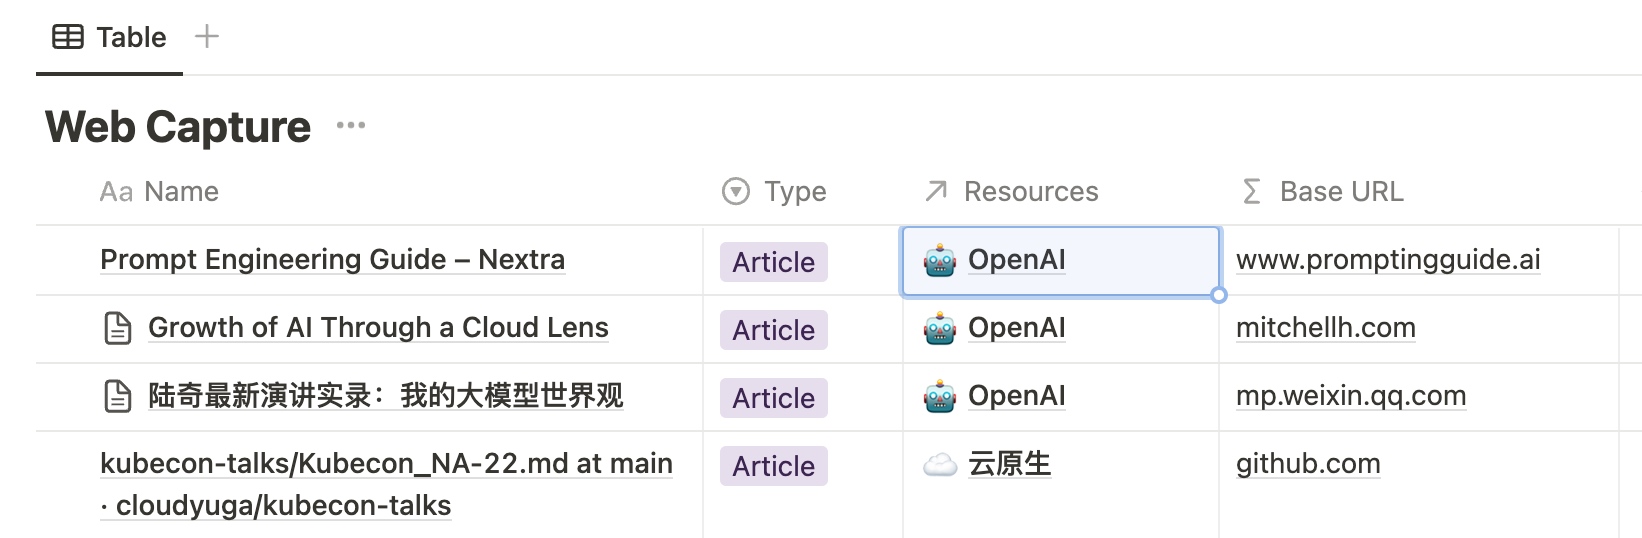 Table
Web Capture
Aa Name Type Resources Base URL
Prompt Engineering Guide – Nextra Article OpenAI www.promptingguide.ai
Growth of AI Through a Cloud Lens Article OpenAI mitchellh.com
陆奇最新演讲实录：我的大模型世界观 Article OpenAI mp.weixin.qq.com
kubecon-talks/Kubecon_NA-22.md at main Article 云原生 github.com
· cloudyuga/kubecon-talks